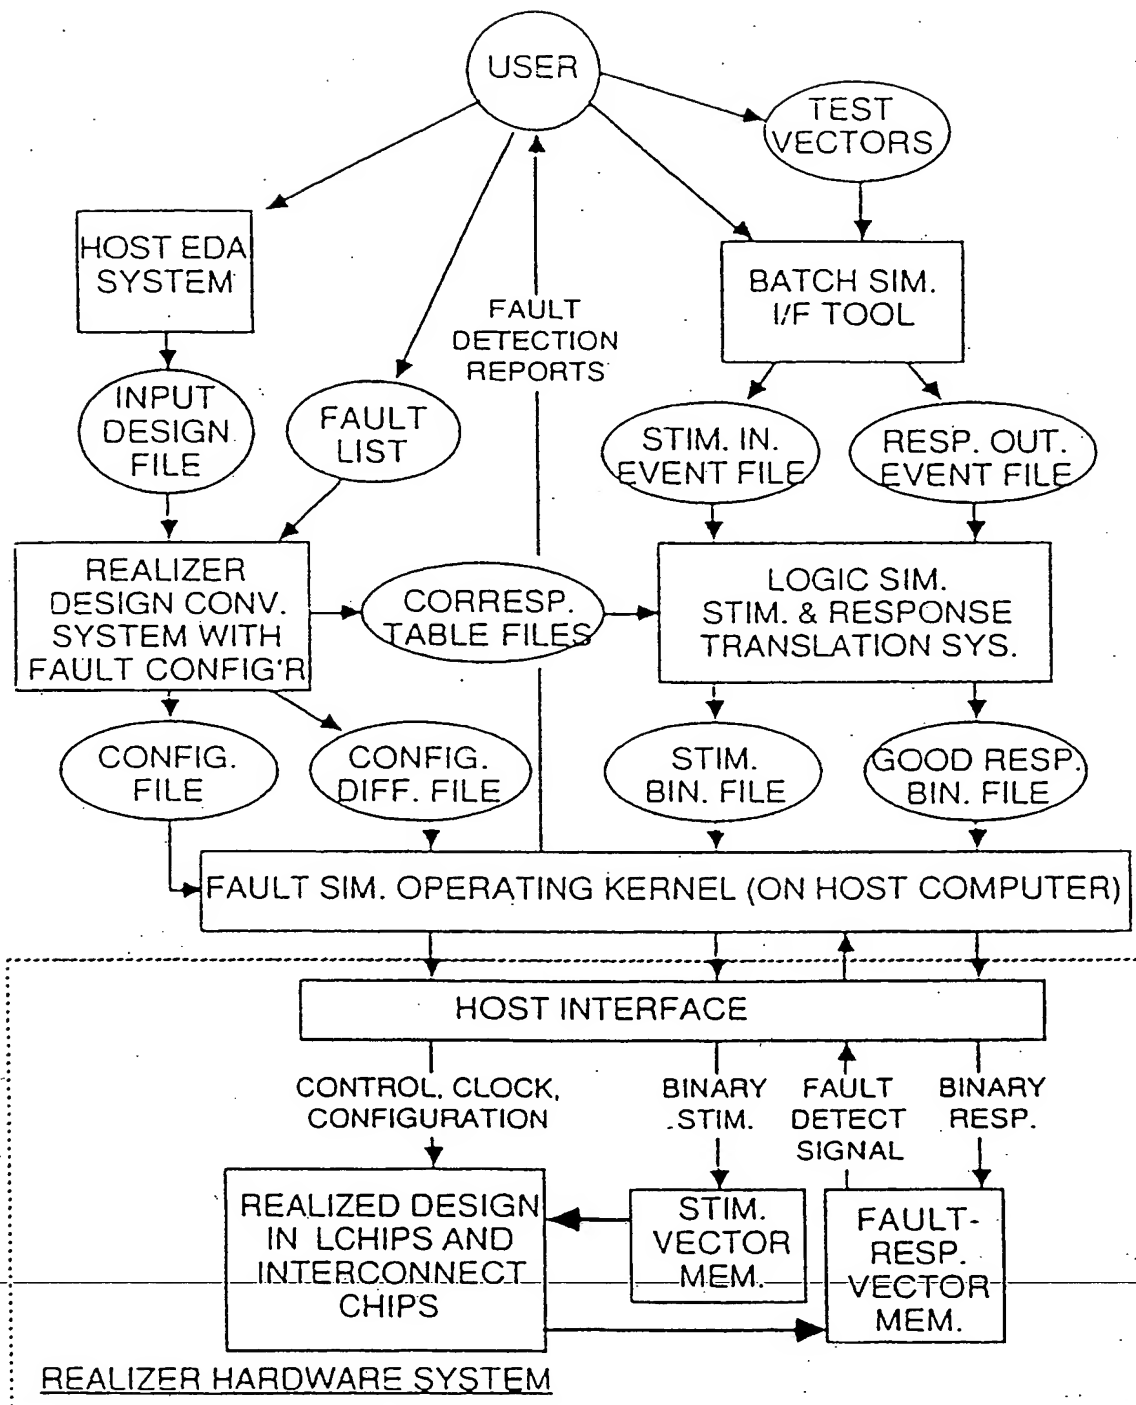 USER
TEST
VECTORS
HOST EDA
SYSTEM
BATCH SIM.
I/F TOOL
FAULT
DETECTION
REPORTS
INPUT
DESIGN
FILE
FAULT
LIST
STIM. IN.
EVENT FILE
RESP. OUT.
EVENT FILE
REALIZER
DESIGN CONV.
SYSTEM WITH
FAULT CONFIG'R
CORRESP.
TABLE FILES
LOGIC SIM.
STIM. & RESPONSE
TRANSLATION SYS.
CONFIG.
FILE
CONFIG.
DIFF. FILE
STIM.
BIN. FILE
GOOD RESP.
BIN. FILE
FAULT SIM. OPERATING KERNEL (ON HOST COMPUTER)
HOST INTERFACE
CONTROL, CLOCK,
CONFIGURATION
BINARY
STIM.
FAULT
DETECT
SIGNAL
BINARY
RESP.
REALIZED DESIGN
IN LCHIPS AND
INTERCONNECT
CHIPS
STIM.
VECTOR
MEM.
FAULT-
RESP.
VECTOR
MEM.
REALIZER HARDWARE SYSTEM